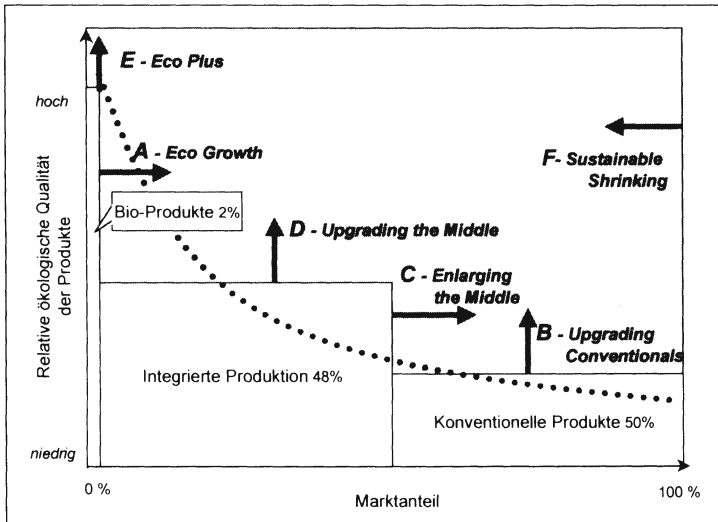 E - Eco Plus
hoch
A - Eco Growth
F- Sustainable
Shrinking
Bio-Produkte 2%
D - Upgrading the Middle
C - Enlarging
the Middle
B - Upgrading
Conventionals
Relative ökologische Qualität
der Produkte
Integrierte Produktion 48%
Konventionelle Produkte 50%
niedrig
0 %
Marktanteil
100 %